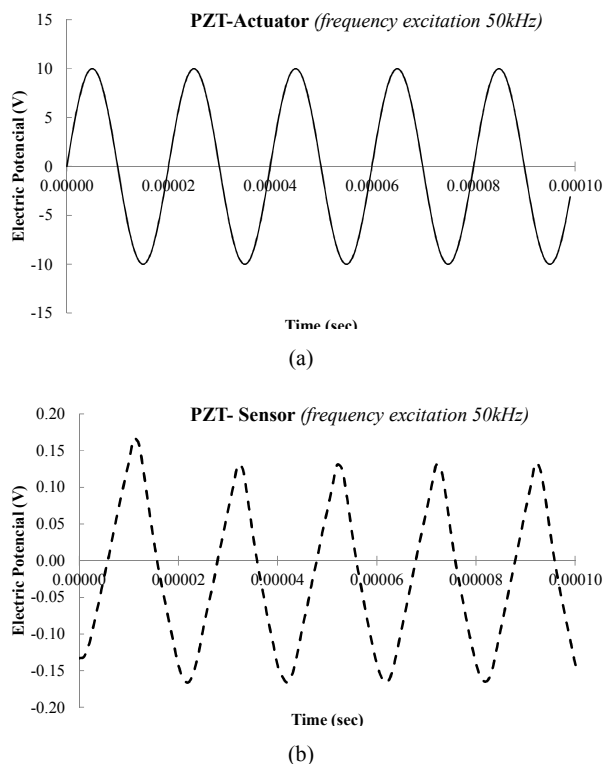 PZT-Actuator (frequency excitation 50kHz)
15
10
5
0
-5
-10
-15
0.00000 0.00002 0.00004 0.00006 0.00008 0.00010
Electric Potencial (V)
Time (sec)
(a)
PZT- Sensor (frequency excitation 50kHz)
0.20
0.15
0.10
0.05
0.00
-0.05
-0.10
-0.15
-0.20
0.00000 0.00002 0.00004 0.00006 0.00008 0.00010
Electric Potencial (V)
Time (sec)
(b)